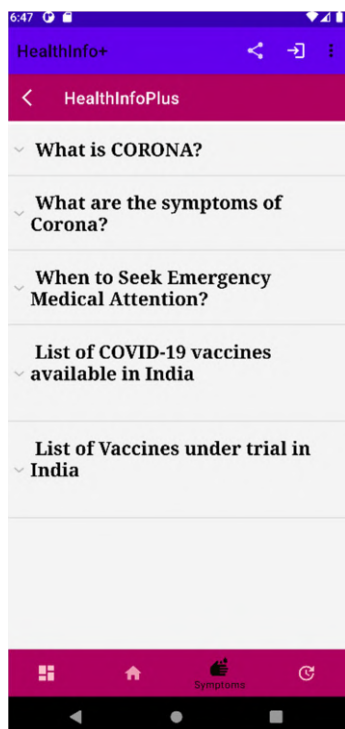 6:47
HealthInfo+
HealthInfoPlus
What is CORONA?
What are the symptoms of
Corona?
When to Seek Emergency
Medical Attention?
List of COVID-19 vaccines
available in India
List of Vaccines under trial in
India
Symptoms